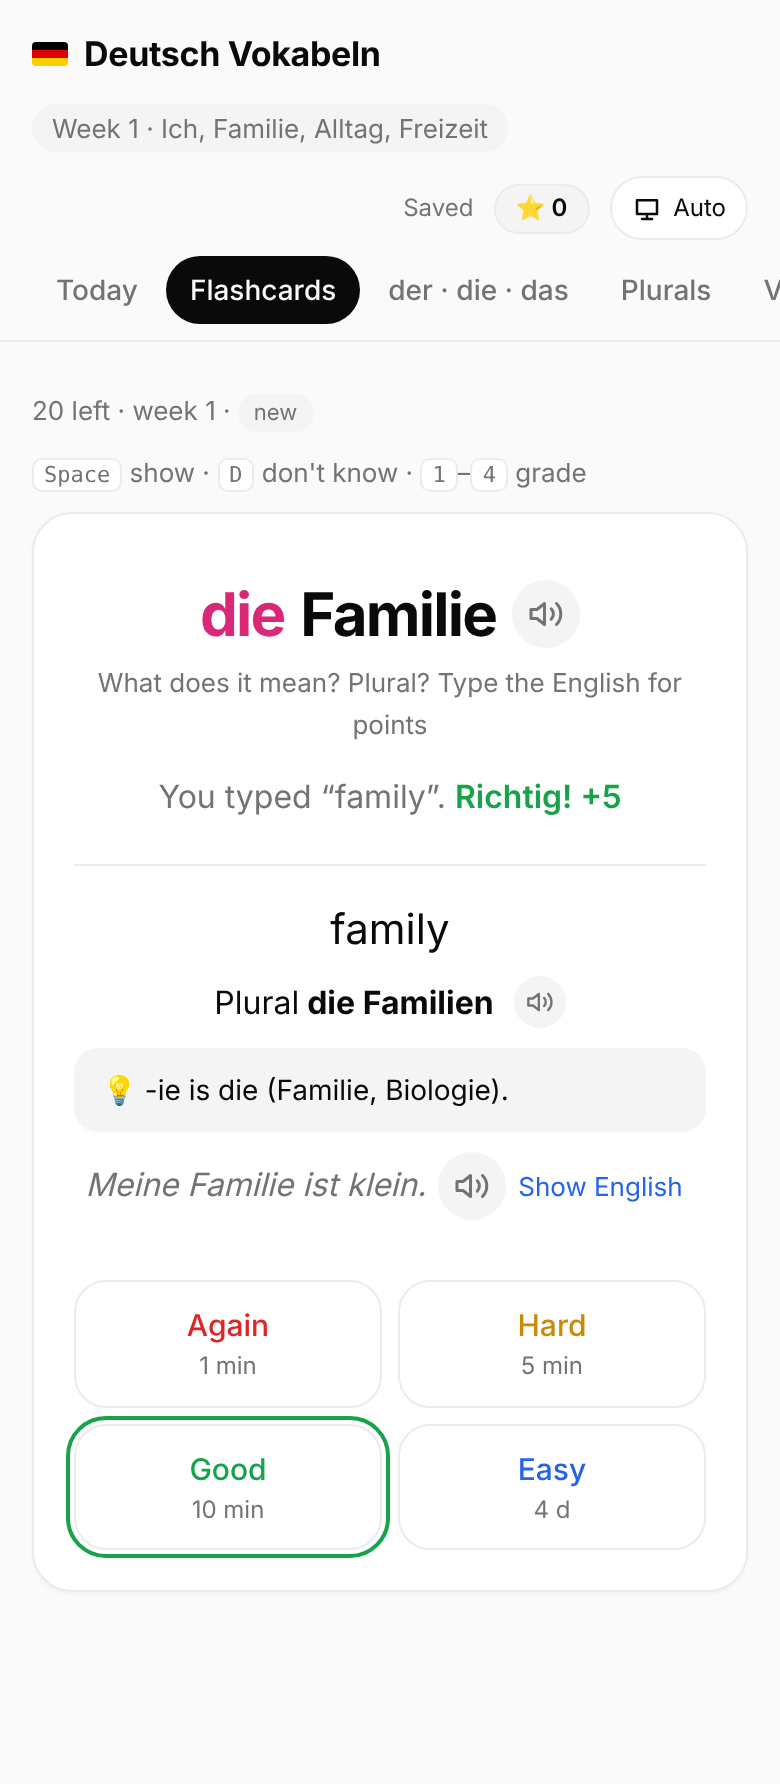 Deutsch Vokabeln
Week 1 · Ich, Familie, Alltag, Freizeit
Saved ⭐ 0 Auto
Today Flashcards der · die · das Plurals V
20 left · week 1 · new
Space show · D don't know · 1–4 grade
die Familie
What does it mean? Plural? Type the English for
points
You typed “family”. Richtig! +5
family
Plural die Familien
💡 -ie is die (Familie, Biologie).
Meine Familie ist klein. Show English
Again Hard
1 min 5 min
Good Easy
10 min 4 d